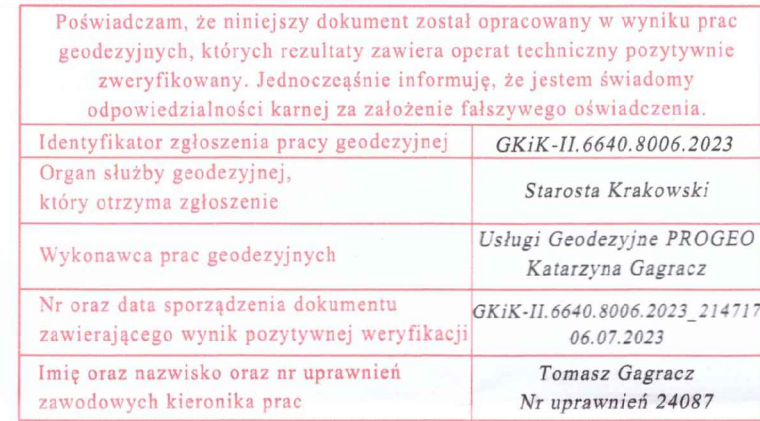 Poświadczam, że niniejszy dokument został opracowany w wyniku prac
geodezyjnych, których rezultaty zawiera operat techniczny pozytywnie
zweryfikowany. Jednoczeąśnie informuję, że jestem świadomy
odpowiedzialności karnej za założenie fałszywego oświadczenia.
Identyfikator zgłoszenia pracy geodezyjnej GKiK-II.6640.8006.2023
Organ służby geodezyjnej,
który otrzyma zgłoszenie
Starosta Krakowski
Wykonawca prac geodezyjnych
Usługi Geodezyjne PROGEO
Katarzyna Gagracz
Nr oraz data sporządzenia dokumentu
zawierającego wynik pozytywnej weryfikacji
GKiK-II.6640.8006.2023_214717
06.07.2023
Imię oraz nazwisko oraz nr uprawnień
zawodowych kieronika prac
Tomasz Gagracz
Nr uprawnień 24087